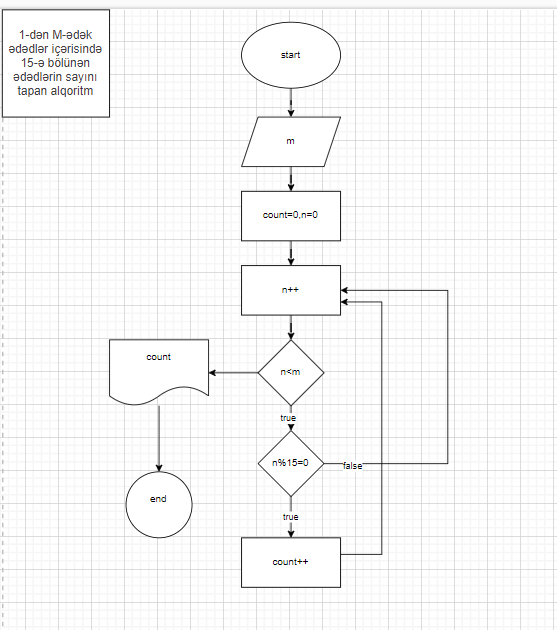 1-dən M-ədək
ədədlər içərisində
15-ə bölünən
ədədlərin sayını
tapan alqoritm
start
m
count=0,n=0
n++
n<m
count
true
n%15=0
false
end
true
count++